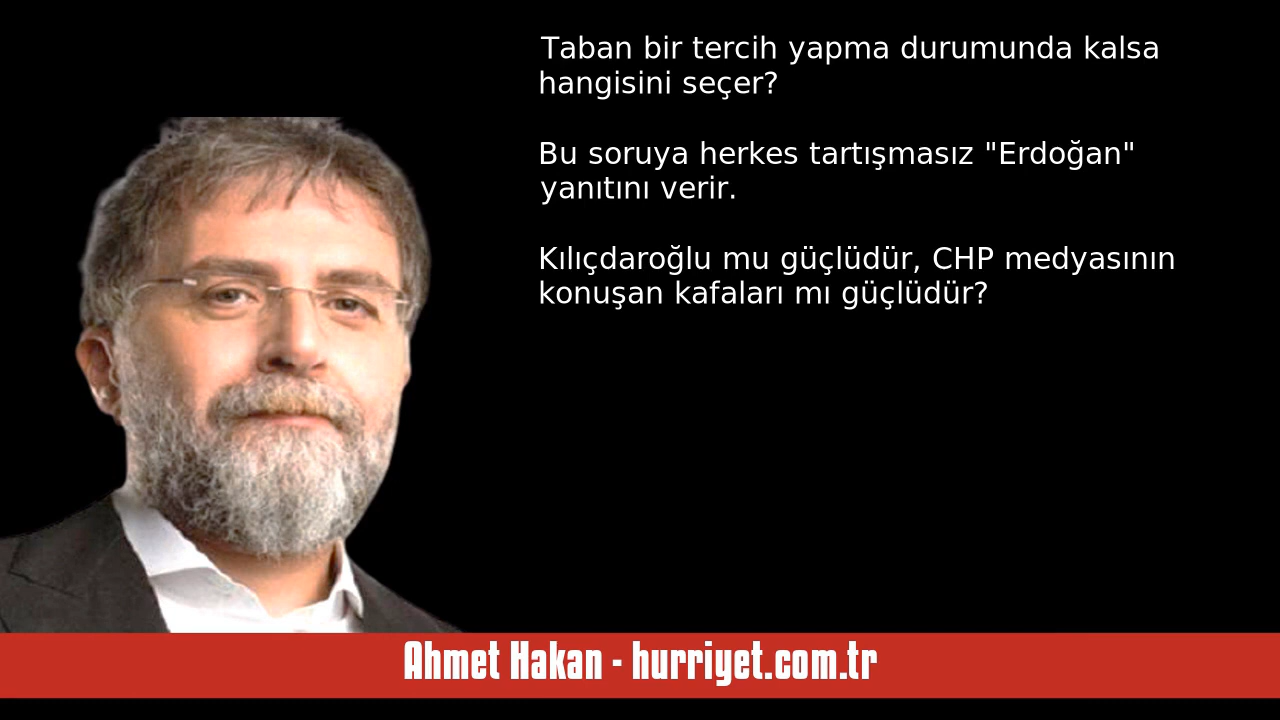 Taban bir tercih yapma durumunda kalsa
hangisini seçer?
Bu soruya herkes tartışmasız "Erdoğan"
yanıtını verir.
Kılıçdaroğlu mu güçlüdür, CHP medyasının
konuşan kafaları mı güçlüdür?
Ahmet Hakan - hurriyet.com.tr